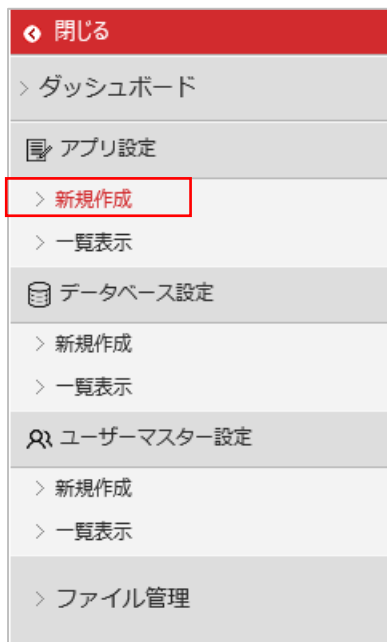 閉じる
ダッシュボード
アプリ設定
新規作成
一覧表示
データベース設定
新規作成
一覧表示
ユーザーマスター設定
新規作成
一覧表示
ファイル管理